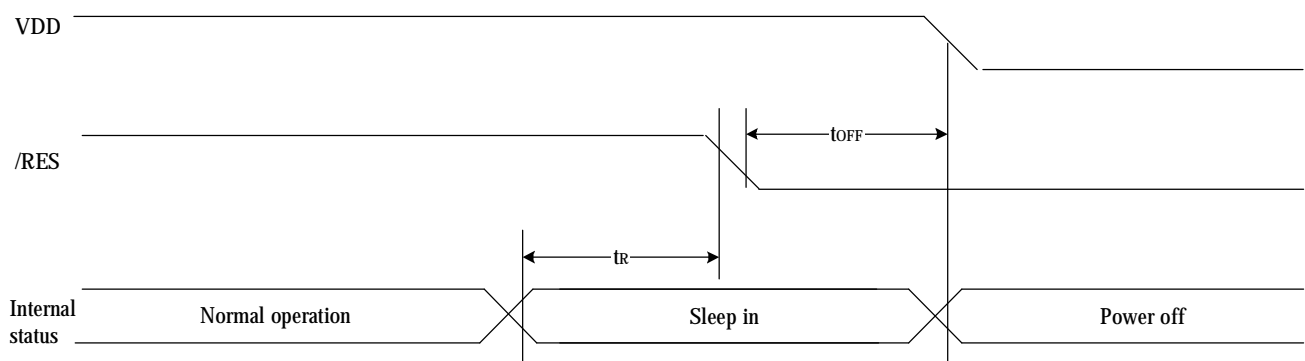 VDD
/RES
tOFF
tR
Internal
status
Normal operation
Sleep in
Power off